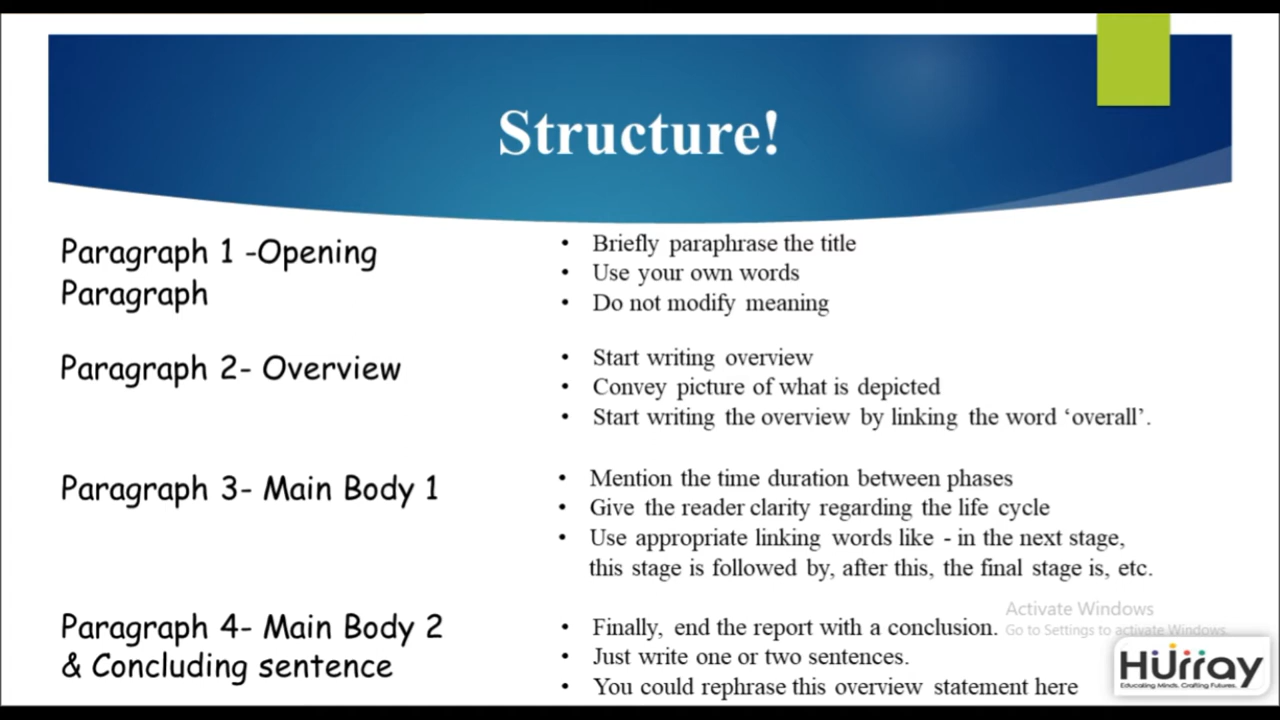 Structure!
Paragraph 1 -Opening
Paragraph
• Briefly paraphrase the title
• Use your own words
• Do not modify meaning
Paragraph 2- Overview
• Start writing overview
• Convey picture of what is depicted
• Start writing the overview by linking the word ‘overall’.
Paragraph 3- Main Body 1
• Mention the time duration between phases
• Give the reader clarity regarding the life cycle
• Use appropriate linking words like - in the next stage,
this stage is followed by, after this, the final stage is, etc.
Paragraph 4- Main Body 2
& Concluding sentence
• Finally, end the report with a conclusion.
• Just write one or two sentences.
• You could rephrase this overview statement here
Activate Windows
Go to Settings to activate Windows.
Hurray
Educating Minds, Crafting Futures.